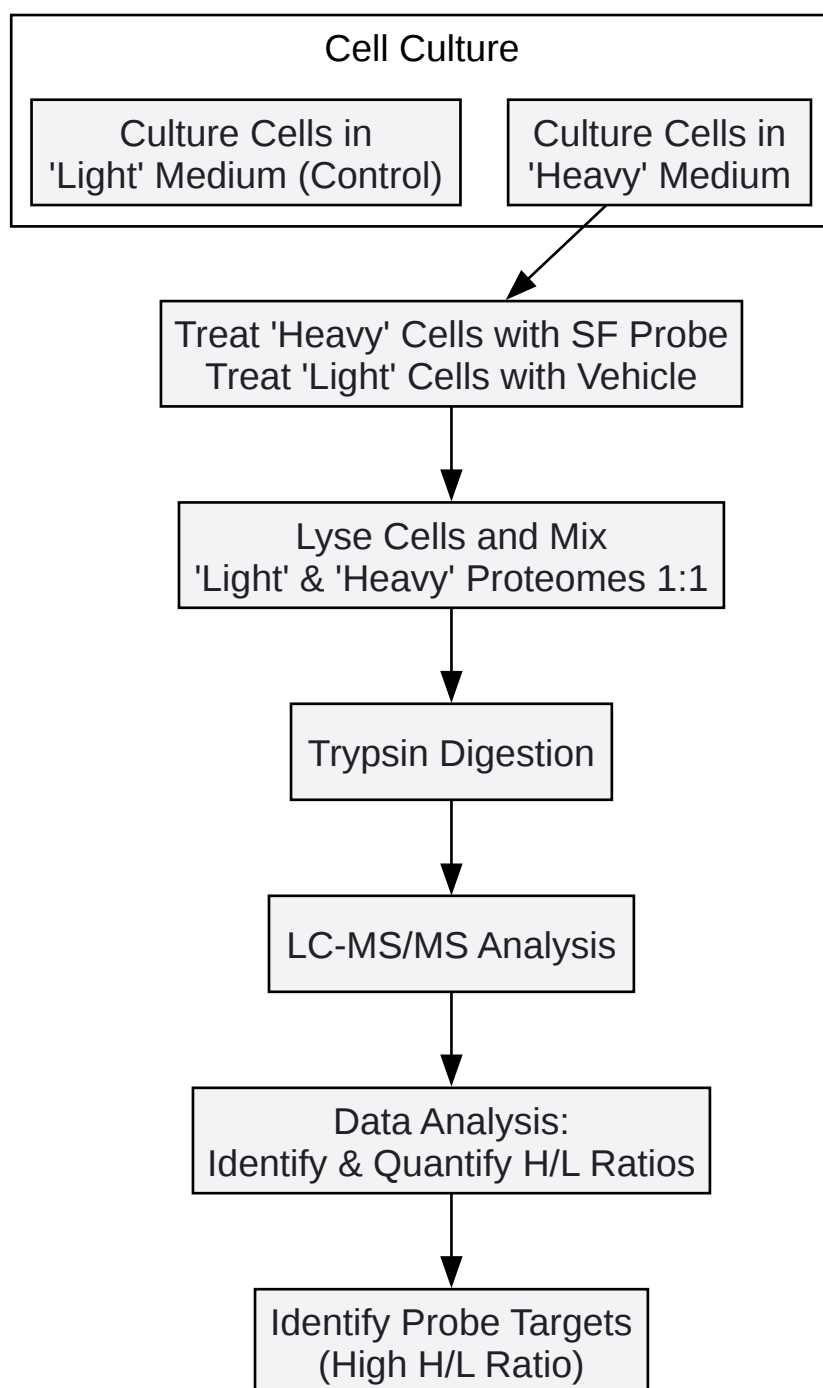 Cell Culture
Culture Cells in
'Light' Medium (Control)
Culture Cells in
'Heavy' Medium
Treat 'Heavy' Cells with SF Probe
Treat 'Light' Cells with Vehicle
Lyse Cells and Mix
'Light' & 'Heavy' Proteomes 1:1
Trypsin Digestion
LC-MS/MS Analysis
Data Analysis:
Identify & Quantify H/L Ratios
Identify Probe Targets
(High H/L Ratio)